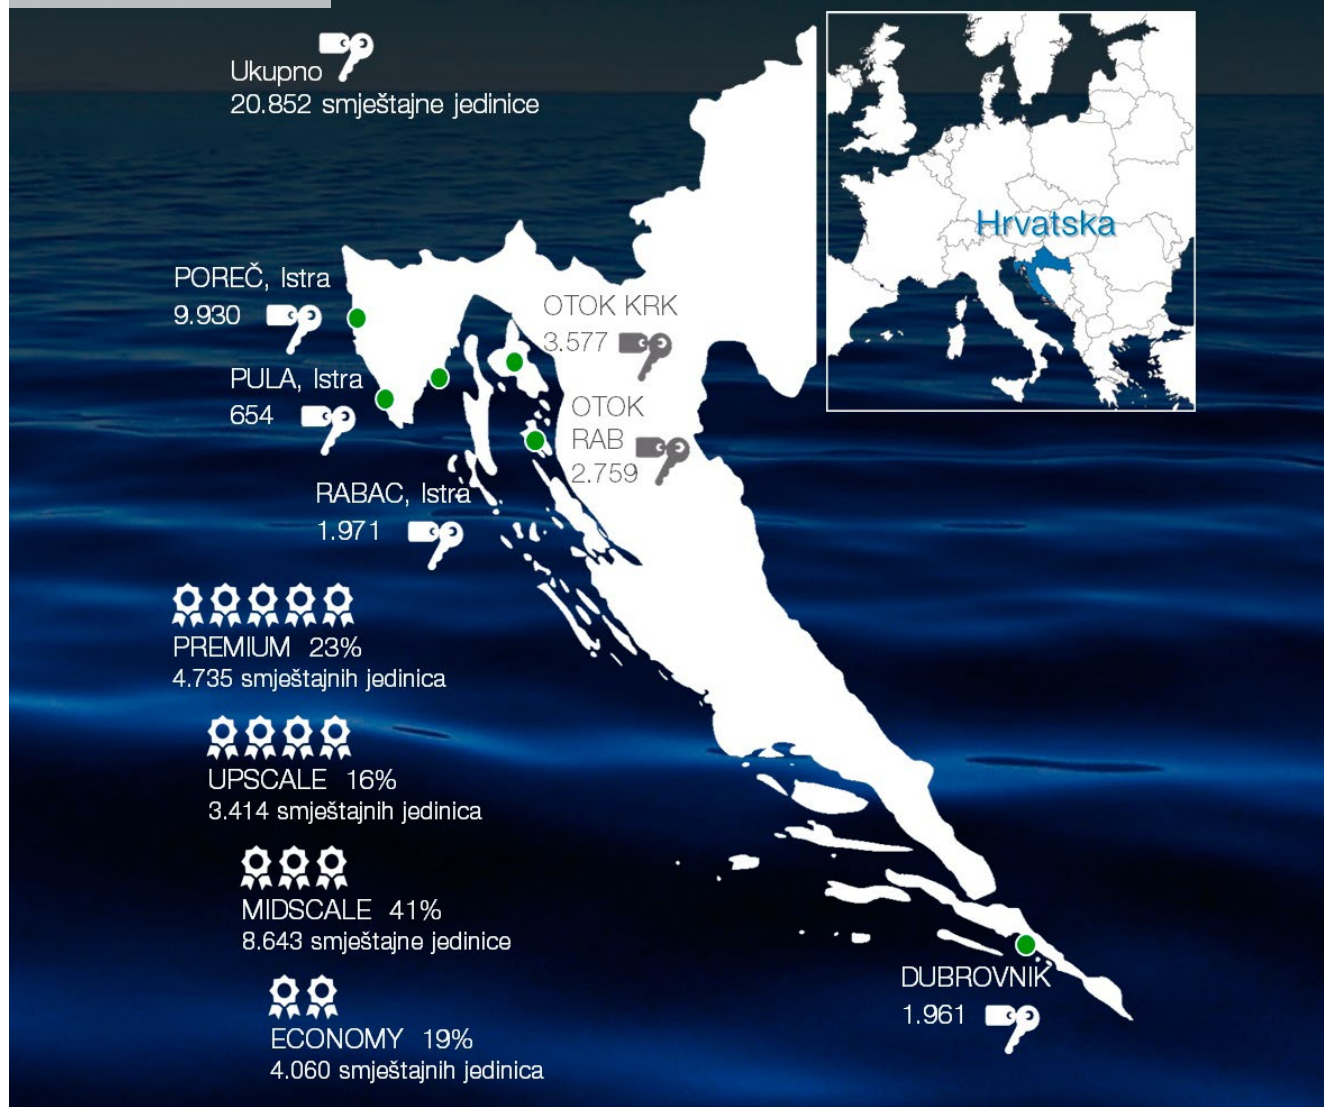 Ukupno
20.852 smještajne jedinice
Hrvatska
POREČ, Istra
9.930
OTOK KRK
3.577
PULA, Istra
654
OTOK
RAB
2.759
RABAC, Istra
1.971
PREMIUM 23%
4.735 smještajnih jedinica
UPSCALE 16%
3.414 smještajnih jedinica
MIDSCALE 41%
8.643 smještajne jedinice
DUBROVNIK
1.961
ECONOMY 19%
4.060 smještajnih jedinica